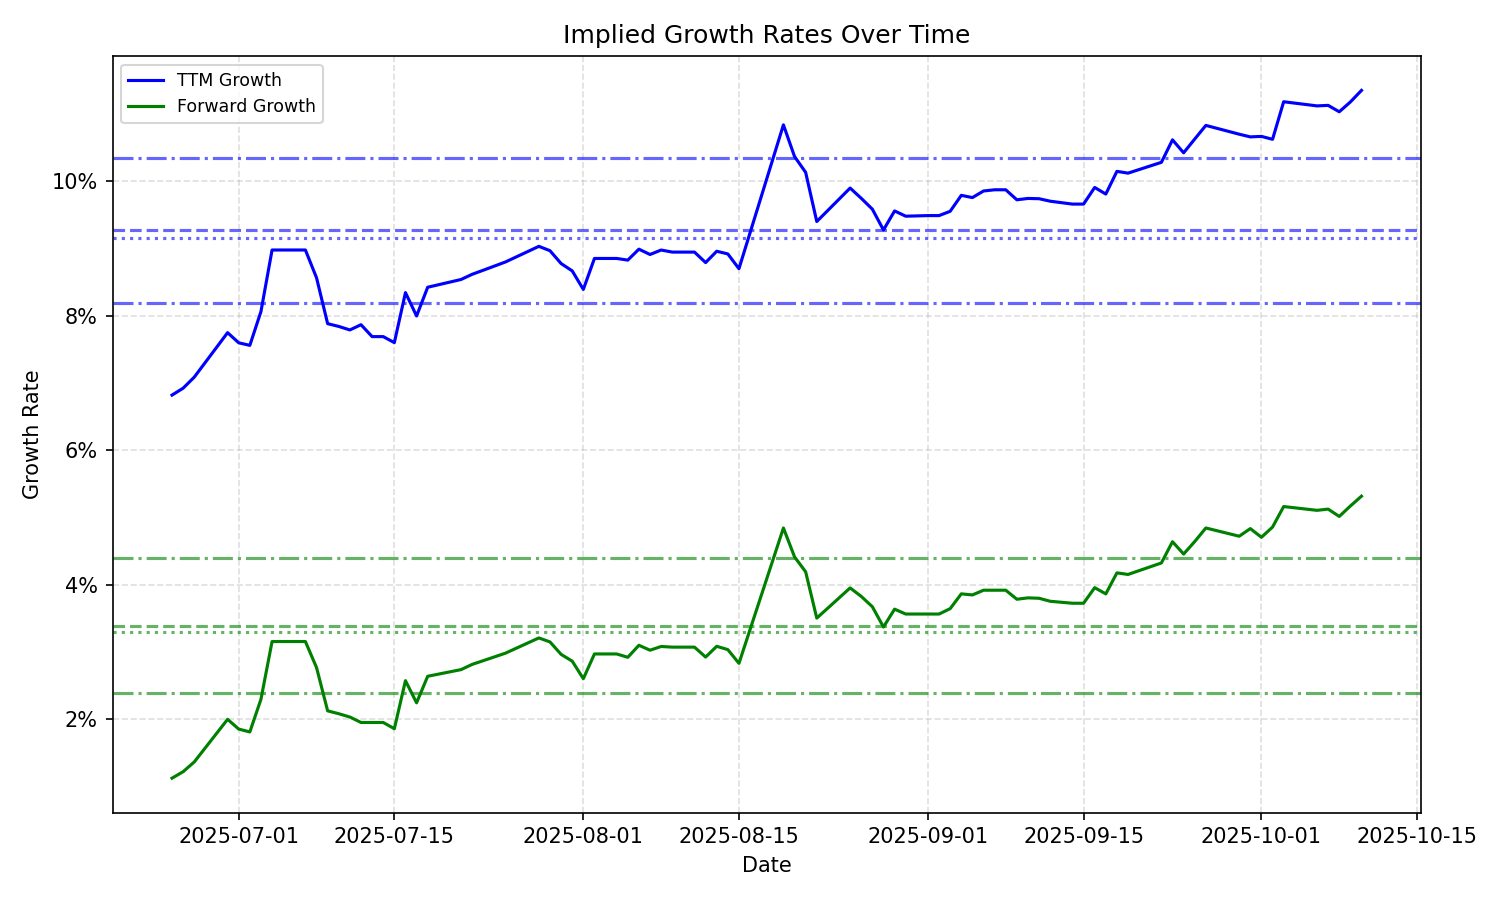 Implied Growth Rates Over Time
TTM Growth
Forward Growth
10%
8%
6%
4%
2%
Growth Rate
2025-07-01 2025-07-15 2025-08-01 2025-08-15 2025-09-01 2025-09-15 2025-10-01 2025-10-15
Date